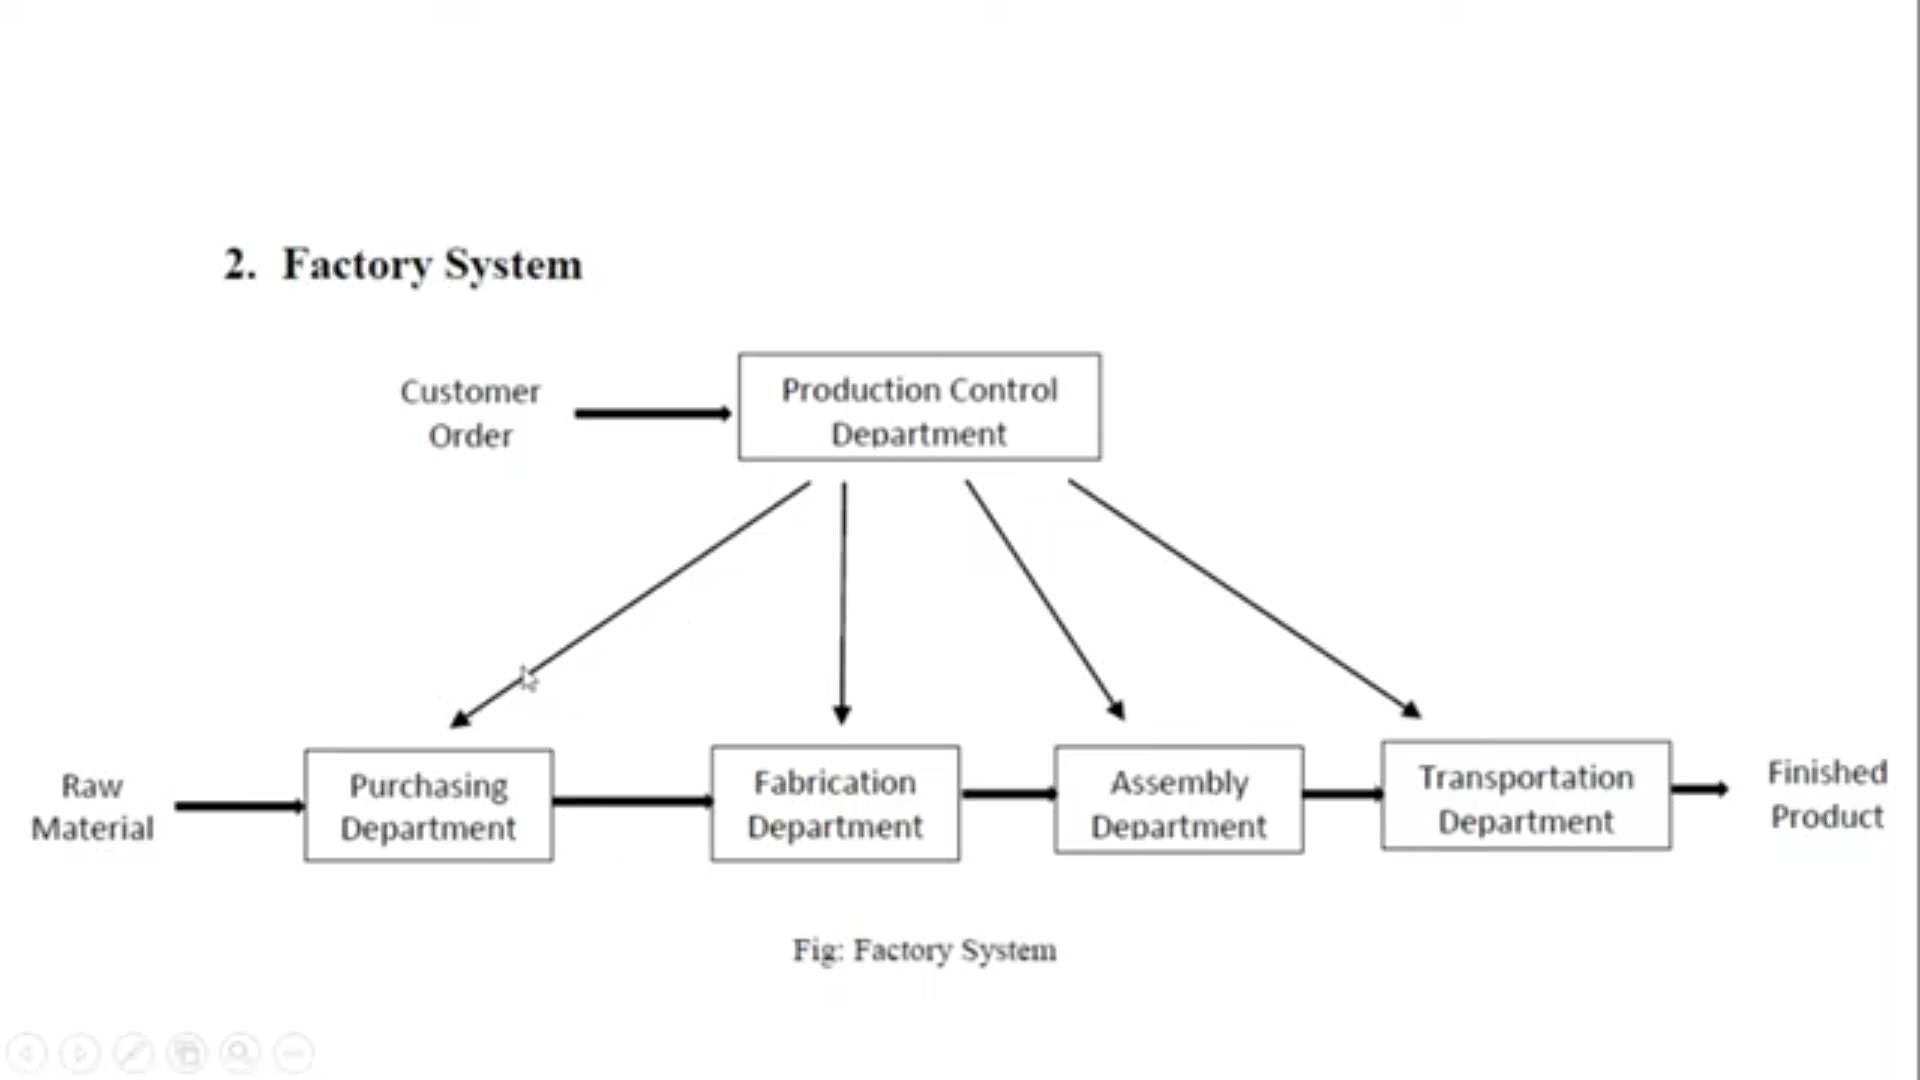 2. Factory System
Customer
Order
Production Control
Department
Raw
Material
Purchasing
Department
Fabrication
Department
Assembly
Department
Transportation
Department
Finished
Product
Fig: Factory System